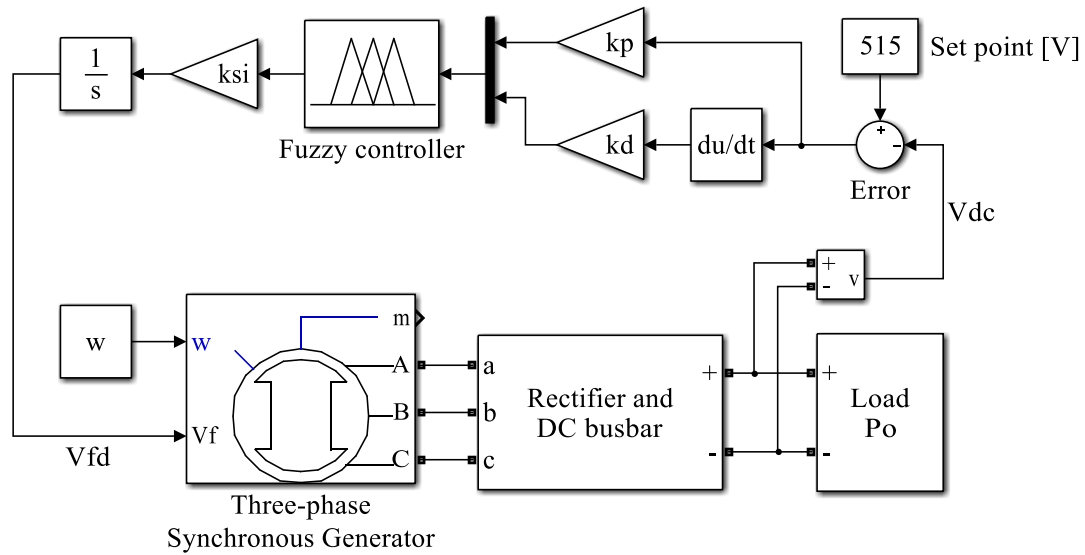 kp
515
Set point [V]
1
s
ksi
Fuzzy controller
kd
du/dt
+
-
Error
Vdc
+
-
v
w
w
m
A
B
C
Vf
Vfd
Three-phase
Synchronous Generator
a
b
c
Rectifier and
DC busbar
+
-
+
-
Load
Po